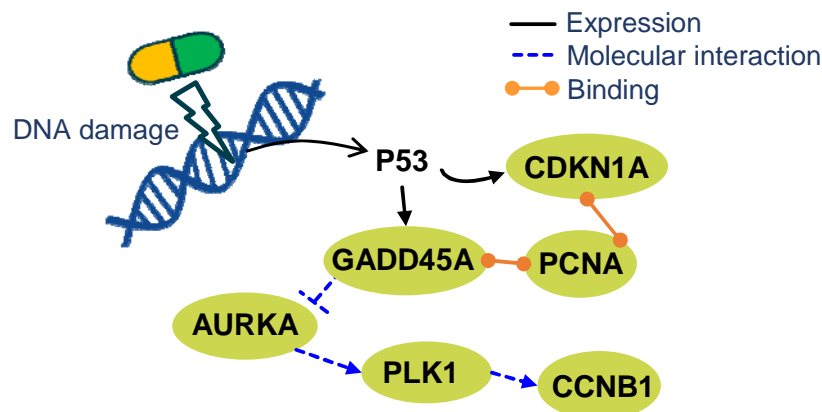 Expression
Molecular interaction
Binding
DNA damage
P53
CDKN1A
GADD45A
PCNA
AURKA
PLK1
CCNB1